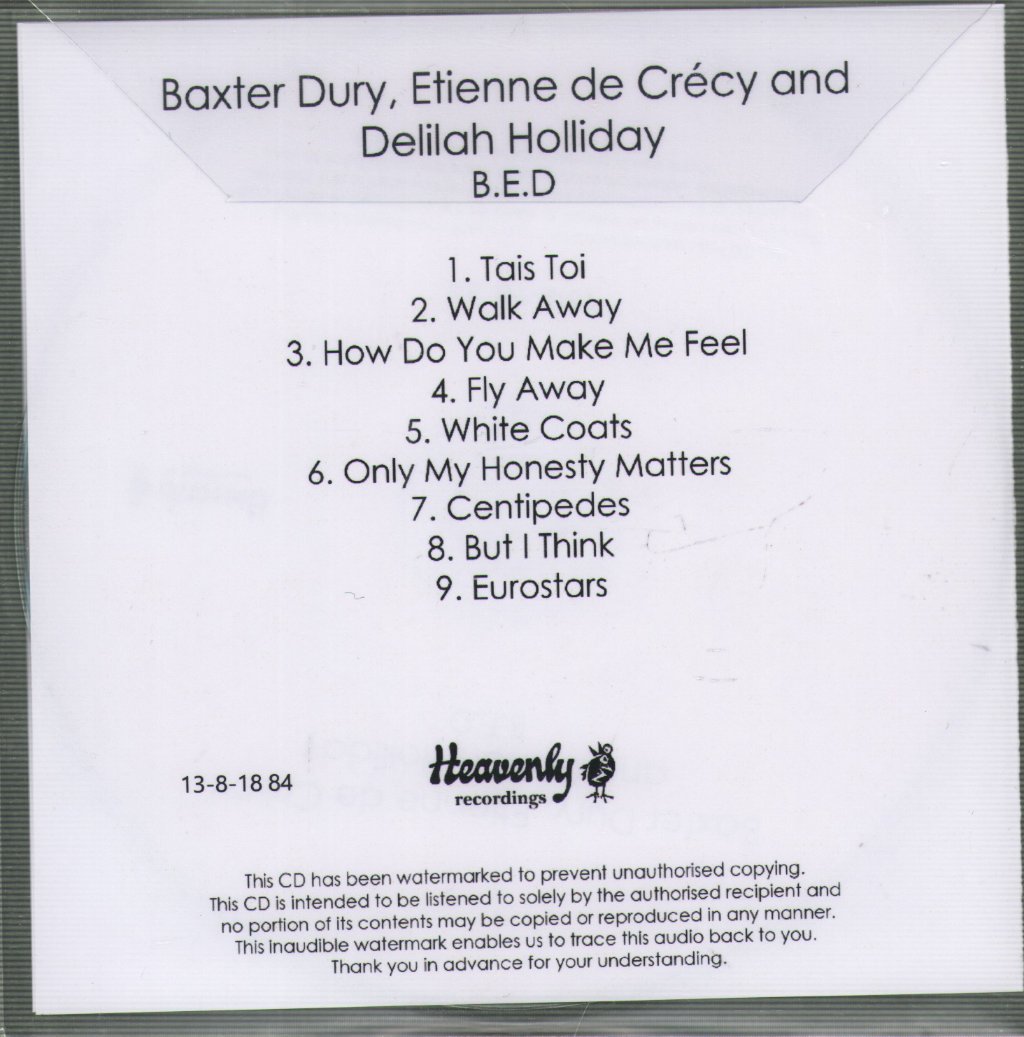 Baxter Dury, Etienne de Crécy and
Delilah Holliday
B.E.D
1. Tais Toi
2. Walk Away
3. How Do You Make Me Feel
4. Fly Away
5. White Coats
6. Only My Honesty Matters
7. Centipedes
8. But I Think
9. Eurostars
13-8-18 84
Heavenly
recordings
This CD has been watermarked to prevent unauthorised copying.
This CD is intended to be listened to solely by the authorised recipient and
no portion of its contents may be copied or reproduced in any manner.
This inaudible watermark enables us to trace this audio back to you.
Thank you in advance for your understanding.